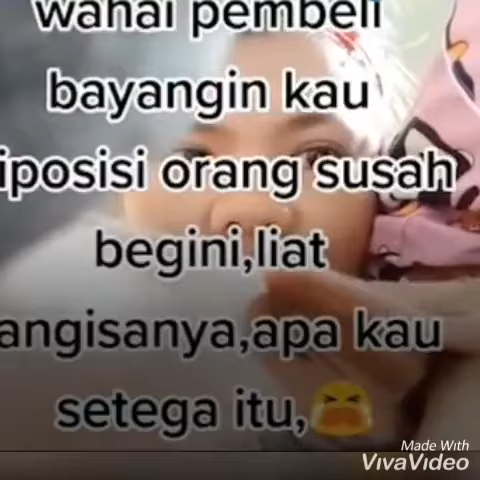 wahai pembeli
bayangin kau
iposisi orang susah
begini,liat
angisanya,apa kau
setega itu,😫
Made With
VivaVideo